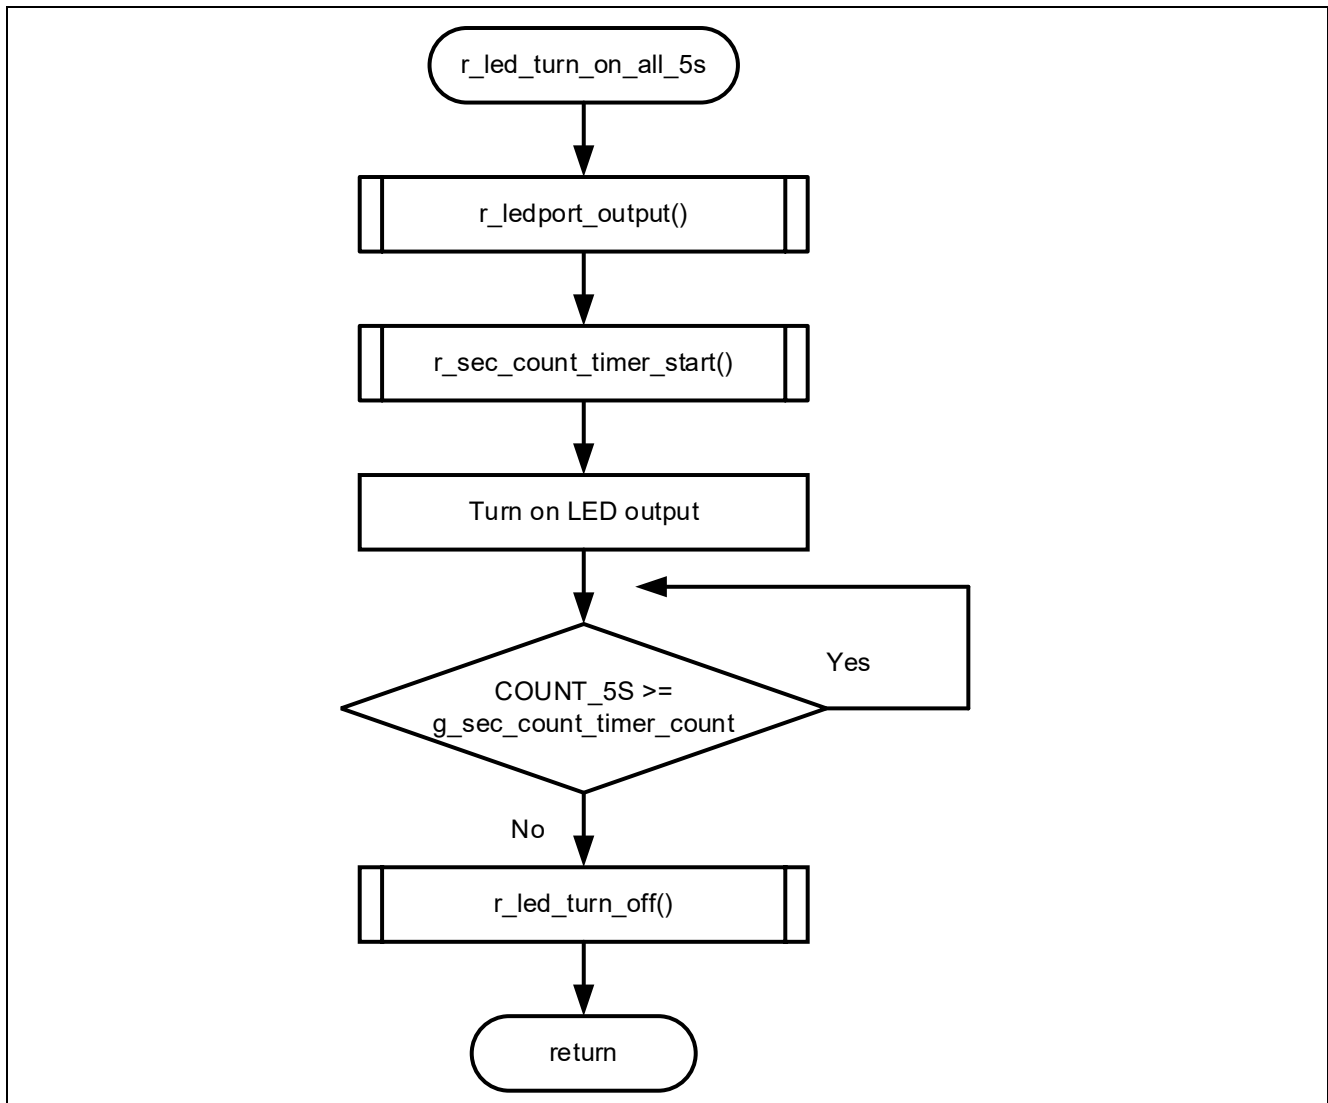 r_led_turn_on_all_5s
r_ledport_output()
r_sec_count_timer_start()
Turn on LED output
Yes
COUNT_5S >=
g_sec_count_timer_count
No
r_led_turn_off()
return